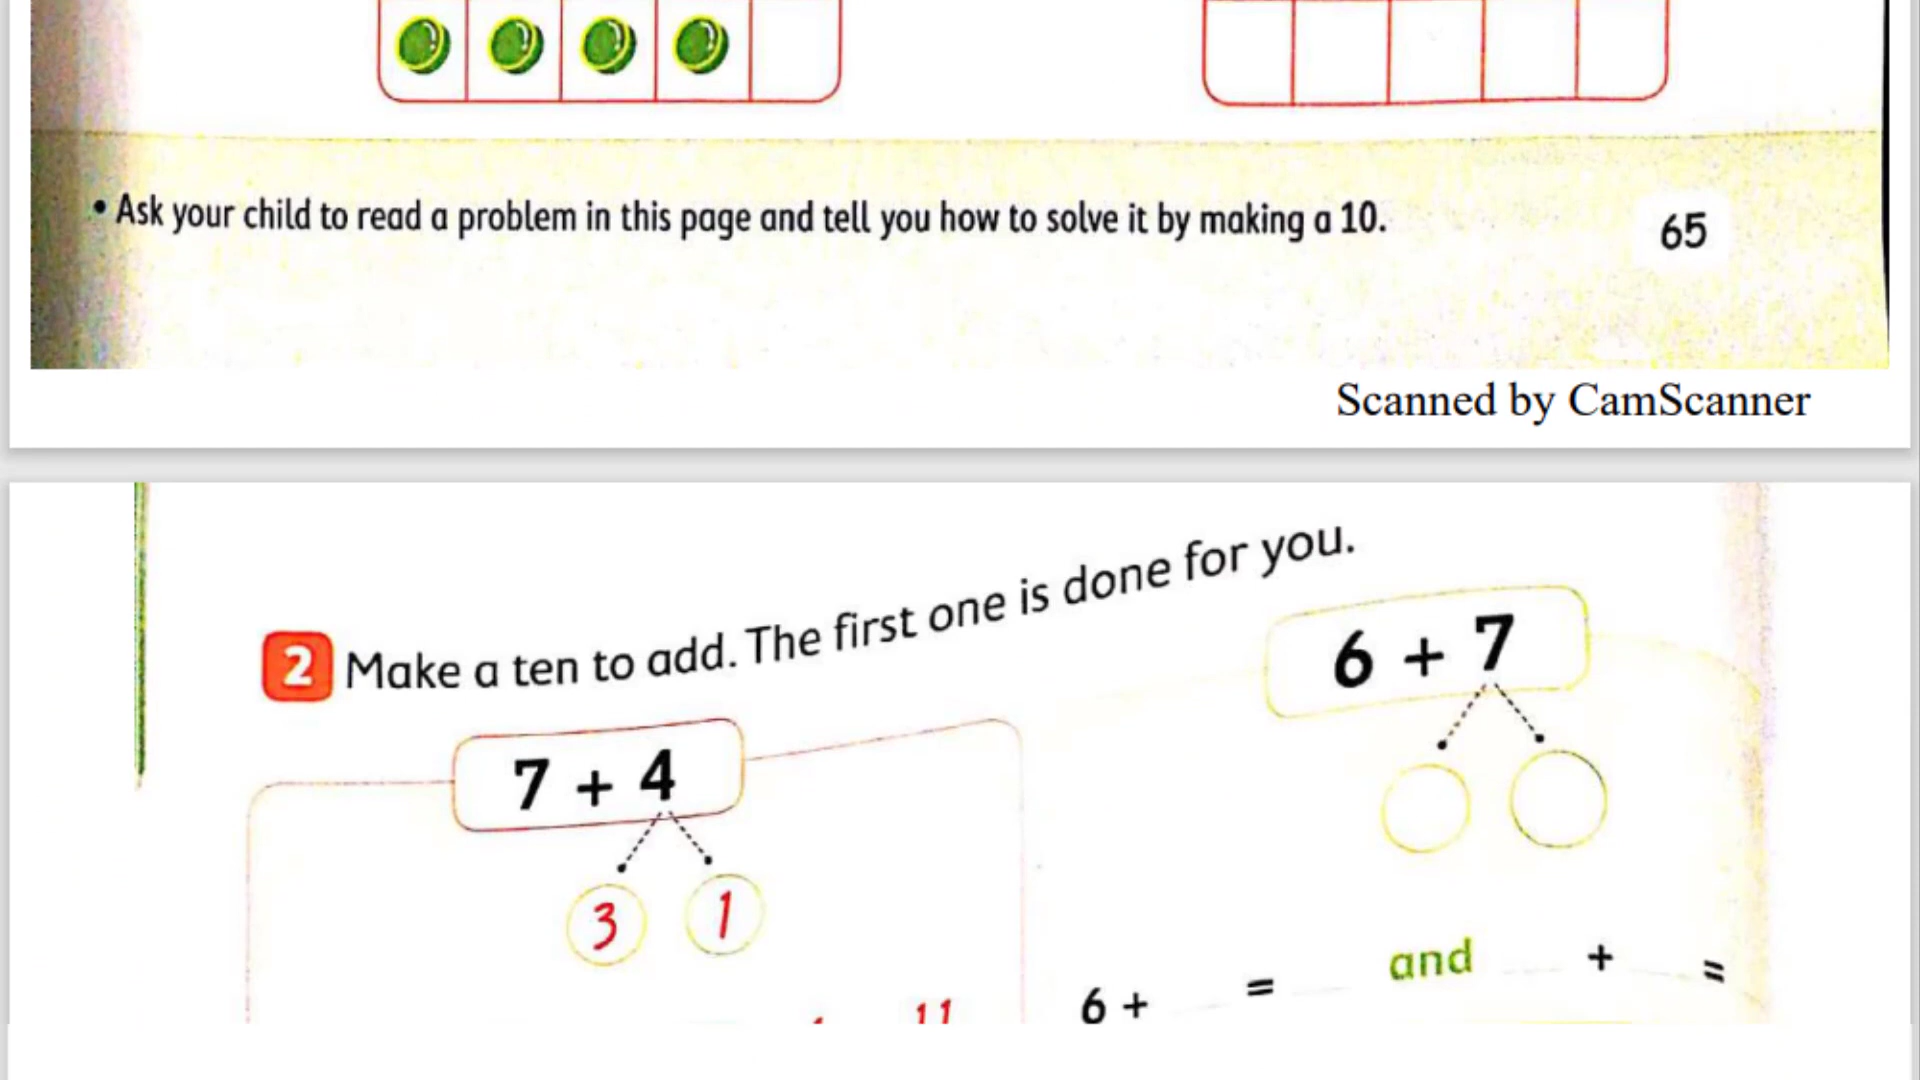 • Ask your child to read a problem in this page and tell you how to solve it by making a 10.
65
Scanned by CamScanner
2 Make a ten to add. The first one is done for you.
6 + 7
7 + 4
3 1
11
6 + = and + =